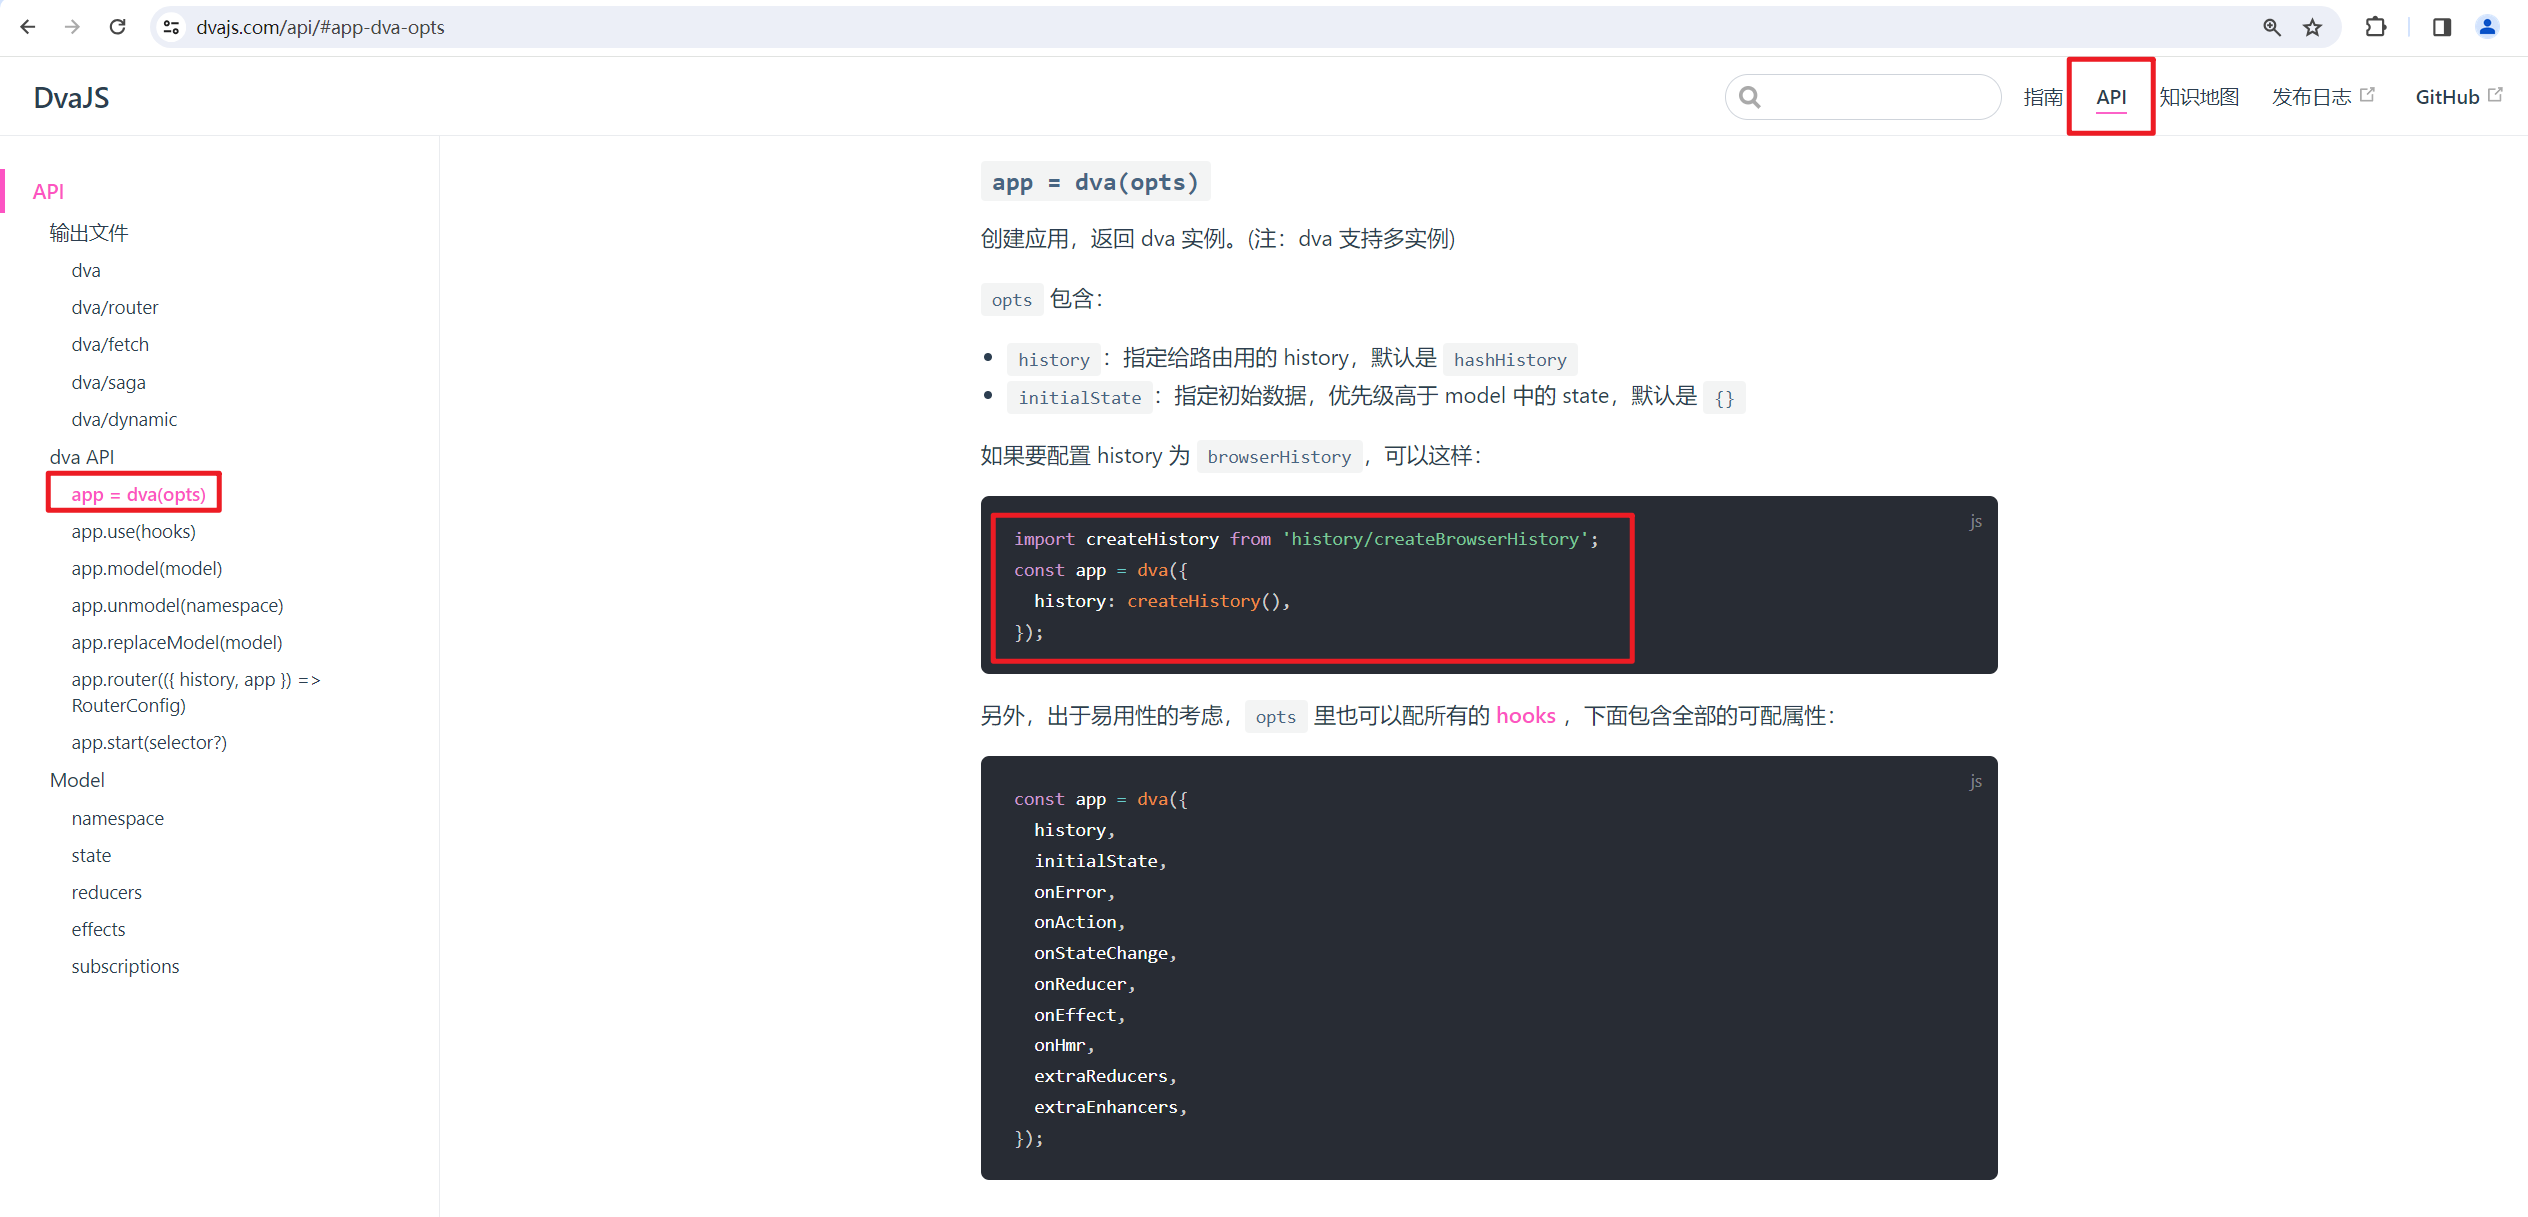 dvajs.com/api/#app-dva-opts
DvaJS
指南
API
知识地图
发布日志
GitHub
API
输出文件
dva
dva/router
dva/fetch
dva/saga
dva/dynamic
dva API
app = dva(opts)
app.use(hooks)
app.model(model)
app.unmodel(namespace)
app.replaceModel(model)
app.router(({ history, app }) =>
RouterConfig)
app.start(selector?)
Model
namespace
state
reducers
effects
subscriptions
app = dva(opts)
创建应用，返回 dva 实例。(注：dva 支持多实例)
opts 包含：
• history ：指定给路由用的 history，默认是 hashHistory
• initialState ：指定初始数据，优先级高于 model 中的 state，默认是 {}
如果要配置 history 为 browserHistory ，可以这样：
js
import createHistory from 'history/createBrowserHistory';
const app = dva({
  history: createHistory(),
});
另外，出于易用性的考虑， opts 里也可以配所有的 hooks ，下面包含全部的可配属性：
js
const app = dva({
  history,
  initialState,
  onError,
  onAction,
  onStateChange,
  onReducer,
  onEffect,
  onHmr,
  extraReducers,
  extraEnhancers,
});